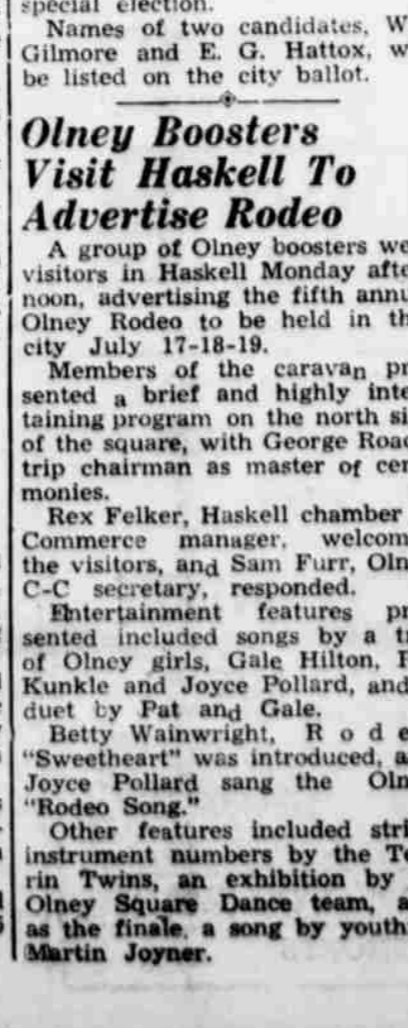 special election.
Names of two candidates, W
Gilmore and E. G. Hattox, w
be listed on the city ballot.
Olney Boosters
Visit Haskell To
Advertise Rodeo
A group of Olney boosters we
visitors in Haskell Monday afte
noon, advertising the fifth annu
Olney Rodeo to be held in th
city July 17-18-19.
Members of the caravan pr
sented a brief and highly inte
taining program on the north si
of the square, with George Roac
trip chairman as master of cer
monies.
Rex Felker, Haskell chamber
Commerce manager, welcom
the visitors, and Sam Furr, Oln
C-C secretary, responded.
Entertainment features pr
sented included songs by a tr
of Olney girls, Gale Hilton, P
Kunkle and Joyce Pollard, and
duet by Pat and Gale.
Betty Wainwright, Rode
"Sweetheart" was introduced, a
Joyce Pollard sang the Oln
"Rodeo Song."
Other features included stri
instrument numbers by the Te
rin Twins, an exhibition by
Olney Square Dance team, a
as the finale, a song by youth
Martin Joyner.